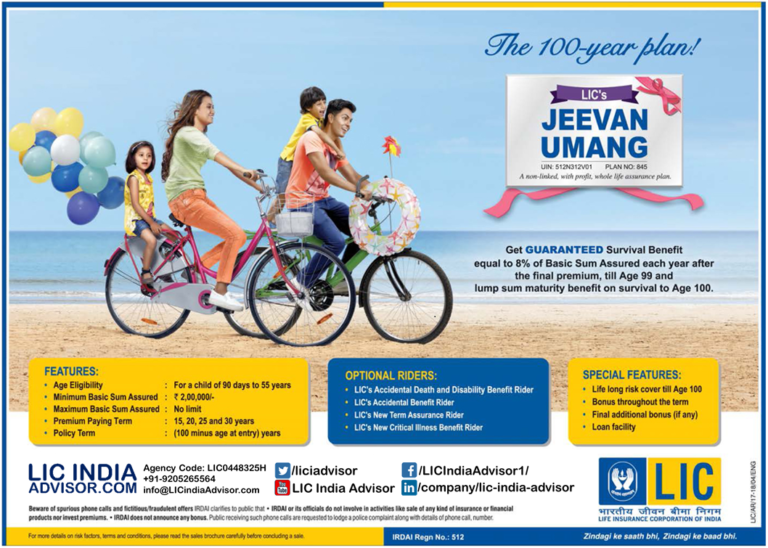 The 100-year plan!
LIC's
JEEVAN
UMANG
UIN: 512N312V01 PLAN NO: 845
A non-linked, with profit, whole life assurance plan.
Get GUARANTEED Survival Benefit
equal to 8% of Basic Sum Assured each year after
the final premium, till Age 99 and
lump sum maturity benefit on survival to Age 100.
FEATURES:
• Age Eligibility : For a child of 90 days to 55 years
• Minimum Basic Sum Assured : ₹ 2,00,000/-
• Maximum Basic Sum Assured : No limit
• Premium Paying Term : 15, 20, 25 and 30 years
• Policy Term : (100 minus age at entry) years
OPTIONAL RIDERS:
• LIC's Accidental Death and Disability Benefit Rider
• LIC's Accidental Benefit Rider
• LIC's New Term Assurance Rider
• LIC's New Critical Illness Benefit Rider
SPECIAL FEATURES:
• Life long risk cover till Age 100
• Bonus throughout the term
• Final additional bonus (if any)
• Loan facility
LIC INDIA
ADVISOR.COM
Agency Code: LIC0448325H
+91-9205265564
info@LICindiaAdvisor.com
/liciadvisor
You Tube LIC India Advisor
/LICIndiaAdvisor1/
in/company/lic-india-advisor
LIC
भारतीय जीवन बीमा निगम
LIFE INSURANCE CORPORATION OF INDIA
LIC/AR/17-18/04/ENG
Beware of spurious phone calls and fictitious/fraudulent offers IRDAI clarifies to public that • IRDAI or its officials do not involve in activities like sale of any kind of insurance or financial
products nor invest premiums. • IRDAI does not announce any bonus. Public receiving such phone calls are requested to lodge a police complaint along with details of phone call, number.
For more details on risk factors, terms and conditions, please read the sales brochure carefully before concluding a sale.
IRDAI Regn No.: 512
Zindagi ke saath bhi, Zindagi ke baad bhi.